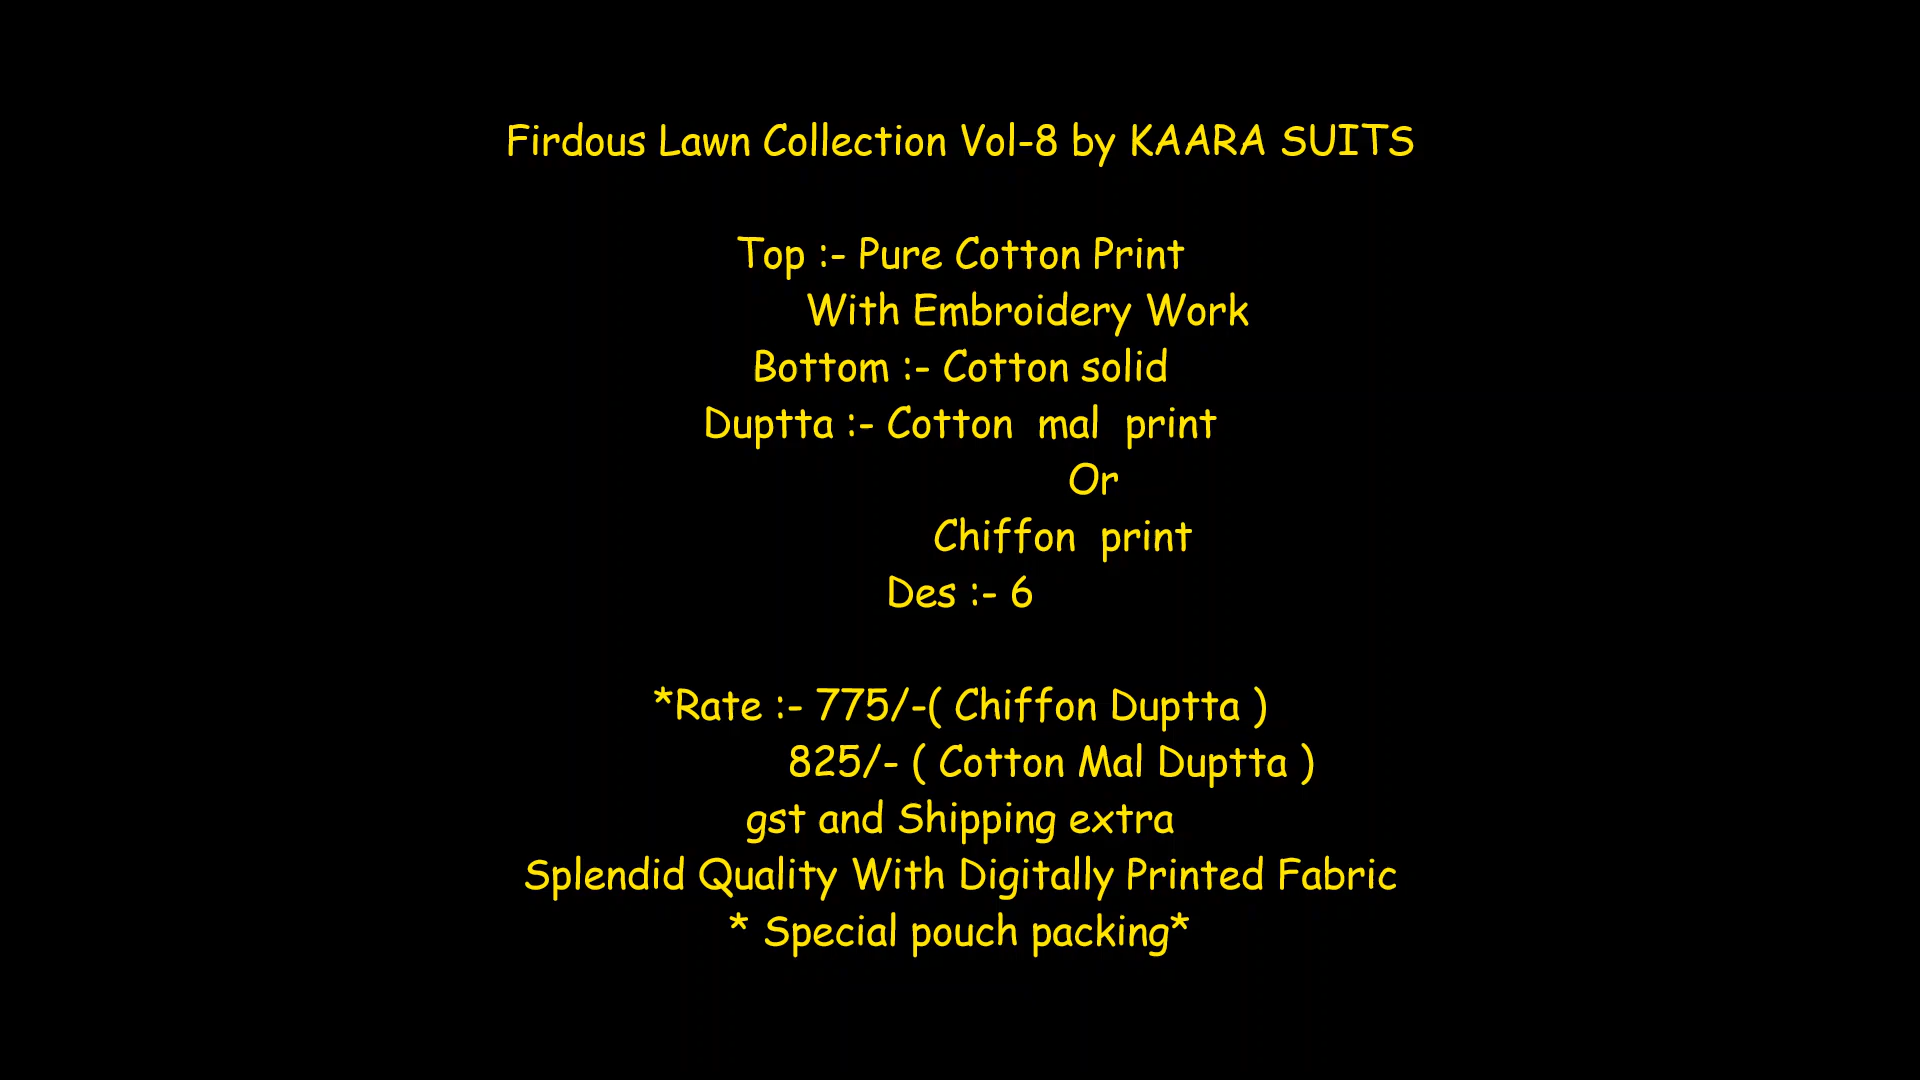 Firdous Lawn Collection Vol-8 by KAARA SUITS
Top :- Pure Cotton Print
With Embroidery Work
Bottom :- Cotton solid
Duptta :- Cotton mal print
Or
Chiffon print
Des :- 6
*Rate :- 775/-( Chiffon Duptta )
825/- ( Cotton Mal Duptta )
gst and Shipping extra
Splendid Quality With Digitally Printed Fabric
* Special pouch packing*